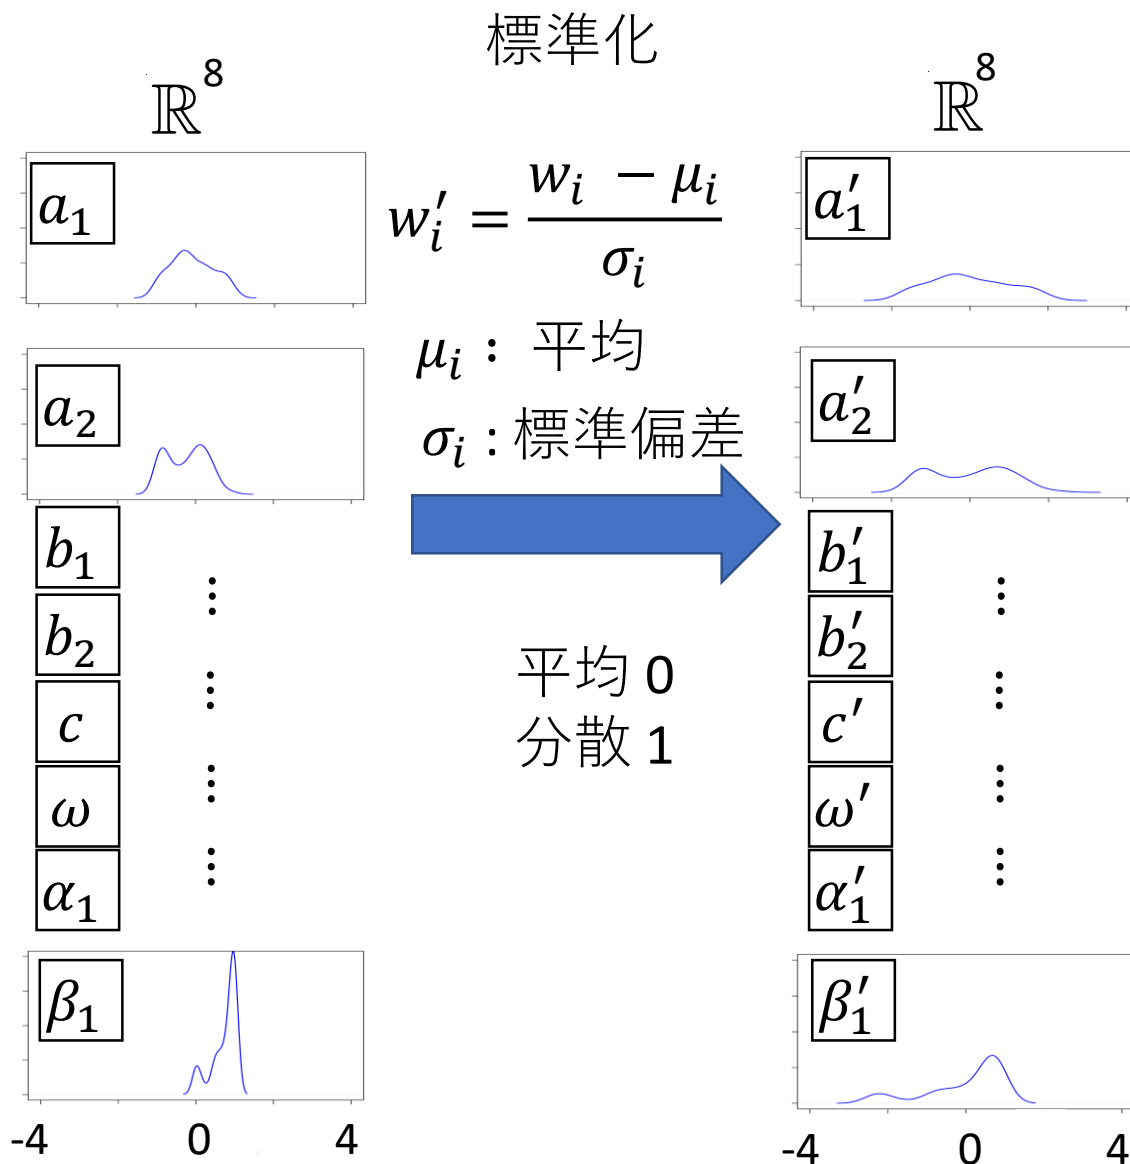 標準化
ℝ⁸
ℝ⁸
a₁
w′ᵢ = (wᵢ − μᵢ) / σᵢ
a′₁
μᵢ : 平均
a₂
σᵢ : 標準偏差
a′₂
b₁
b′₁
⋮
⋮
b₂
b′₂
平均 0
⋮
⋮
c
c′
分散 1
⋮
⋮
ω
ω′
⋮
⋮
α₁
α′₁
β₁
β′₁
-4 0 4
-4 0 4